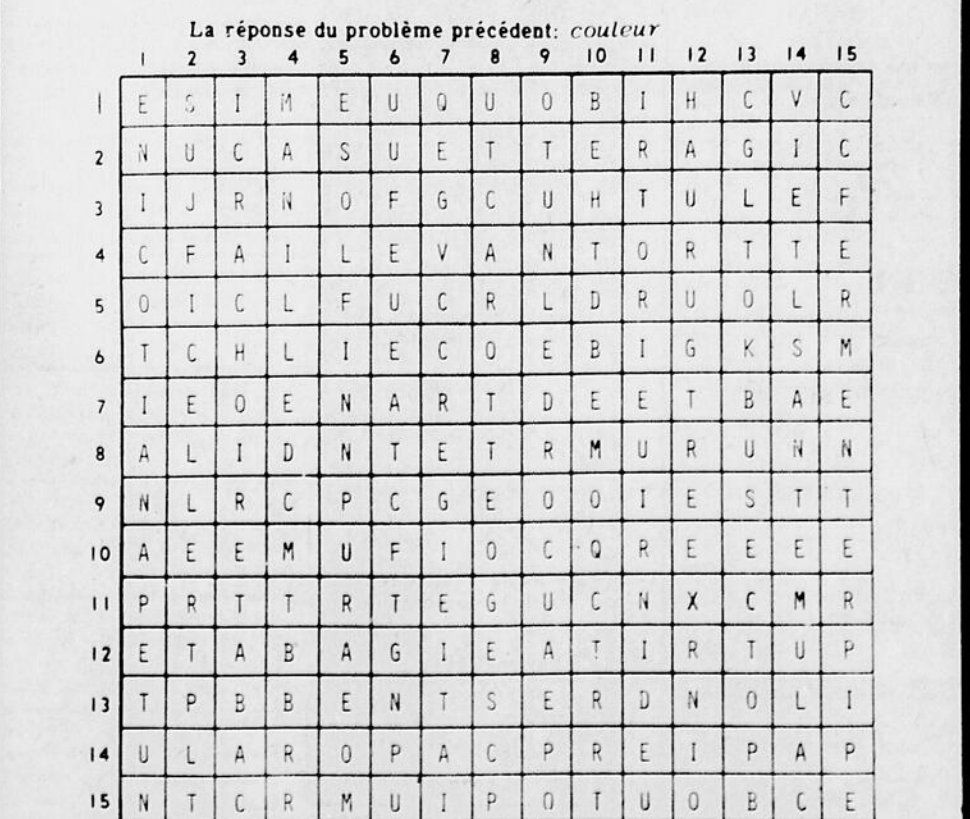 La réponse du problème précédent: couleur
1 2 3 4 5 6 7 8 9 10 11 12 13 14 15
1 E S I M E U Q U O B I H C V C
2 N U C A S U E T T E R A G I C
3 I J R N O F G C U H T U L E F
4 C F A I L E V A N T O R T T E
5 O I C L F U C R L D R U O L R
6 T C H L I E C O E B I G K S M
7 I E O E N A R T D E E T B A E
8 A L I D N T E T R M U R U N N
9 N L R C P C G E O O I E S T T
10 A E E M U F I O C Q R E E E E
11 P R T T R T E G U C N X C M R
12 E T A B A G I E A T I R T U P
13 T P B B E N T S E R D N O L I
14 U L A R O P A C P R E I P A P
15 N T C R M U I P O T U O B C E